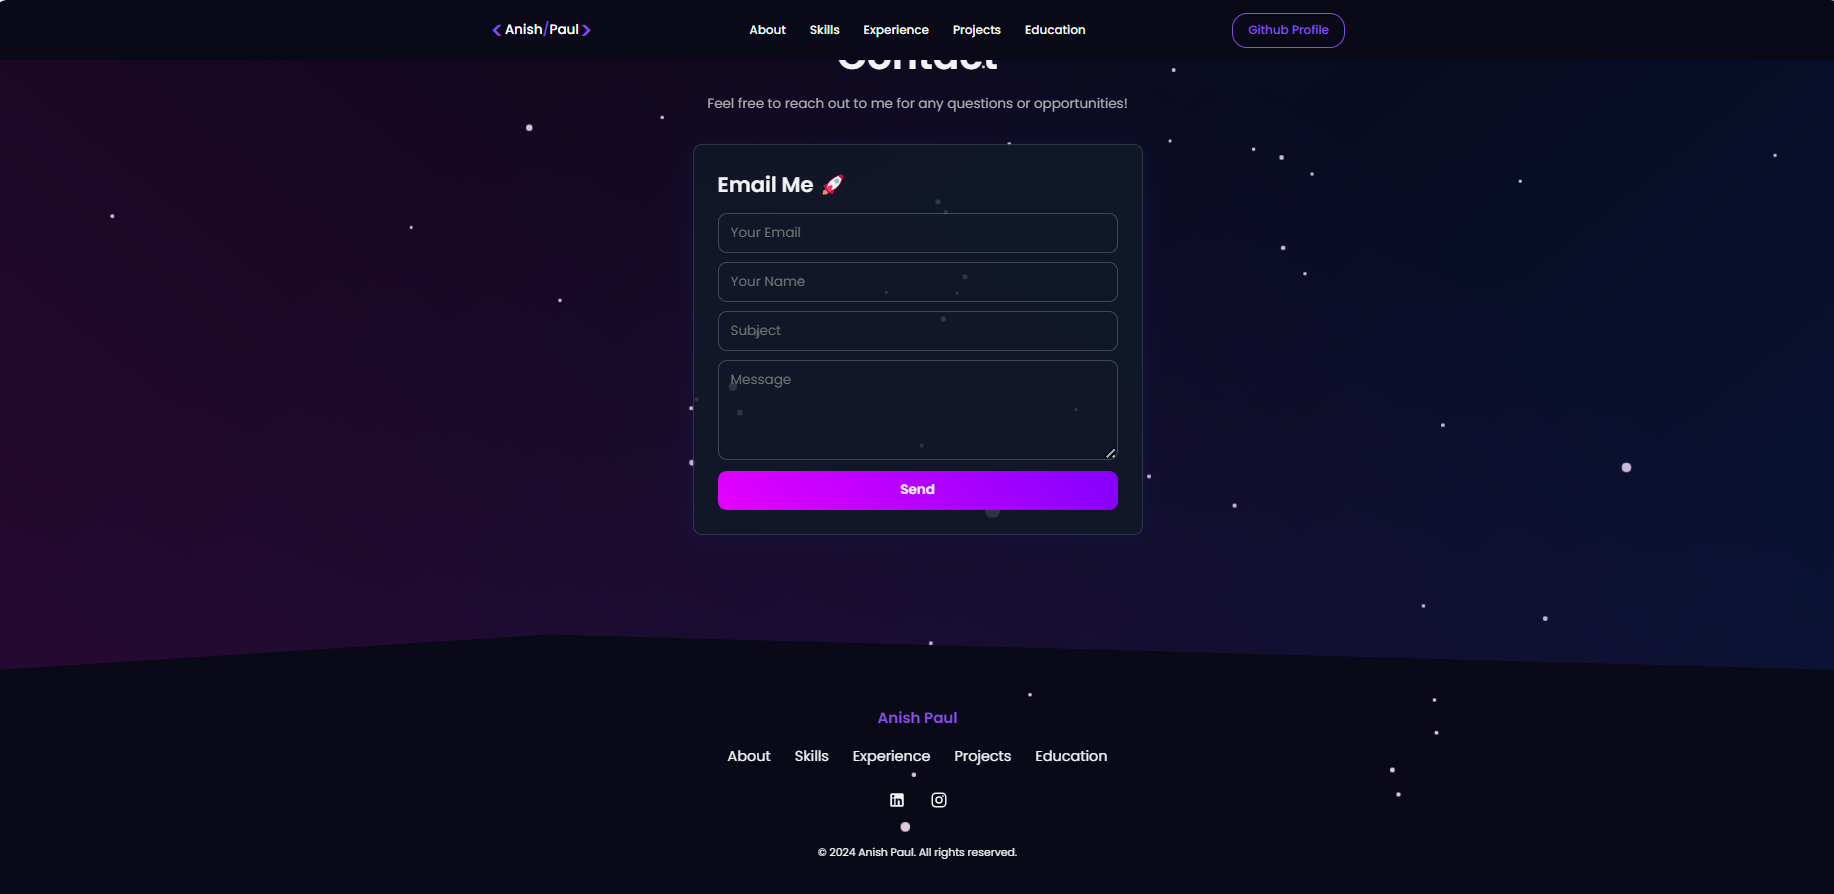 < Anish/Paul >
About Skills Experience Projects Education
Github Profile
Contact
Feel free to reach out to me for any questions or opportunities!
Email Me 🚀
Your Email
Your Name
Subject
Message
Send
Anish Paul
About Skills Experience Projects Education
© 2024 Anish Paul. All rights reserved.